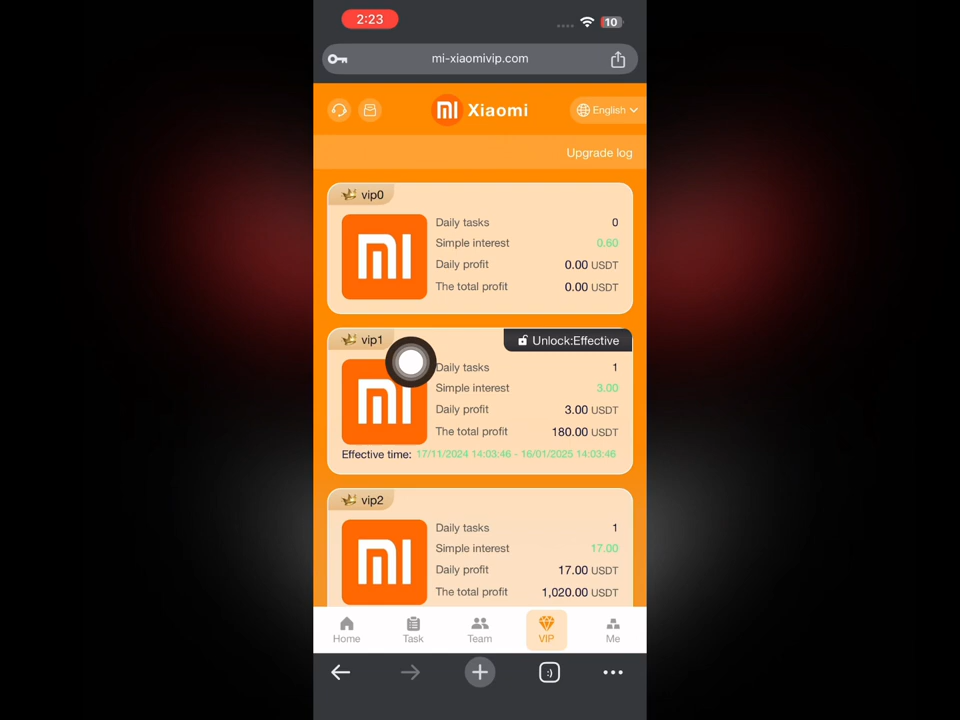 2:23
10
mi-xiaomivip.com
Xiaomi
English
Upgrade log
vip0
Daily tasks 0
Simple interest 0.60
Daily profit 0.00 USDT
The total profit 0.00 USDT
vip1
Unlock:Effective
Daily tasks 1
Simple interest 3.00
Daily profit 3.00 USDT
The total profit 180.00 USDT
Effective time: 17/11/2024 14:03:46 - 16/01/2025 14:03:46
vip2
Daily tasks 1
Simple interest 17.00
Daily profit 17.00 USDT
The total profit 1,020.00 USDT
Home Task Team VIP Me
:)